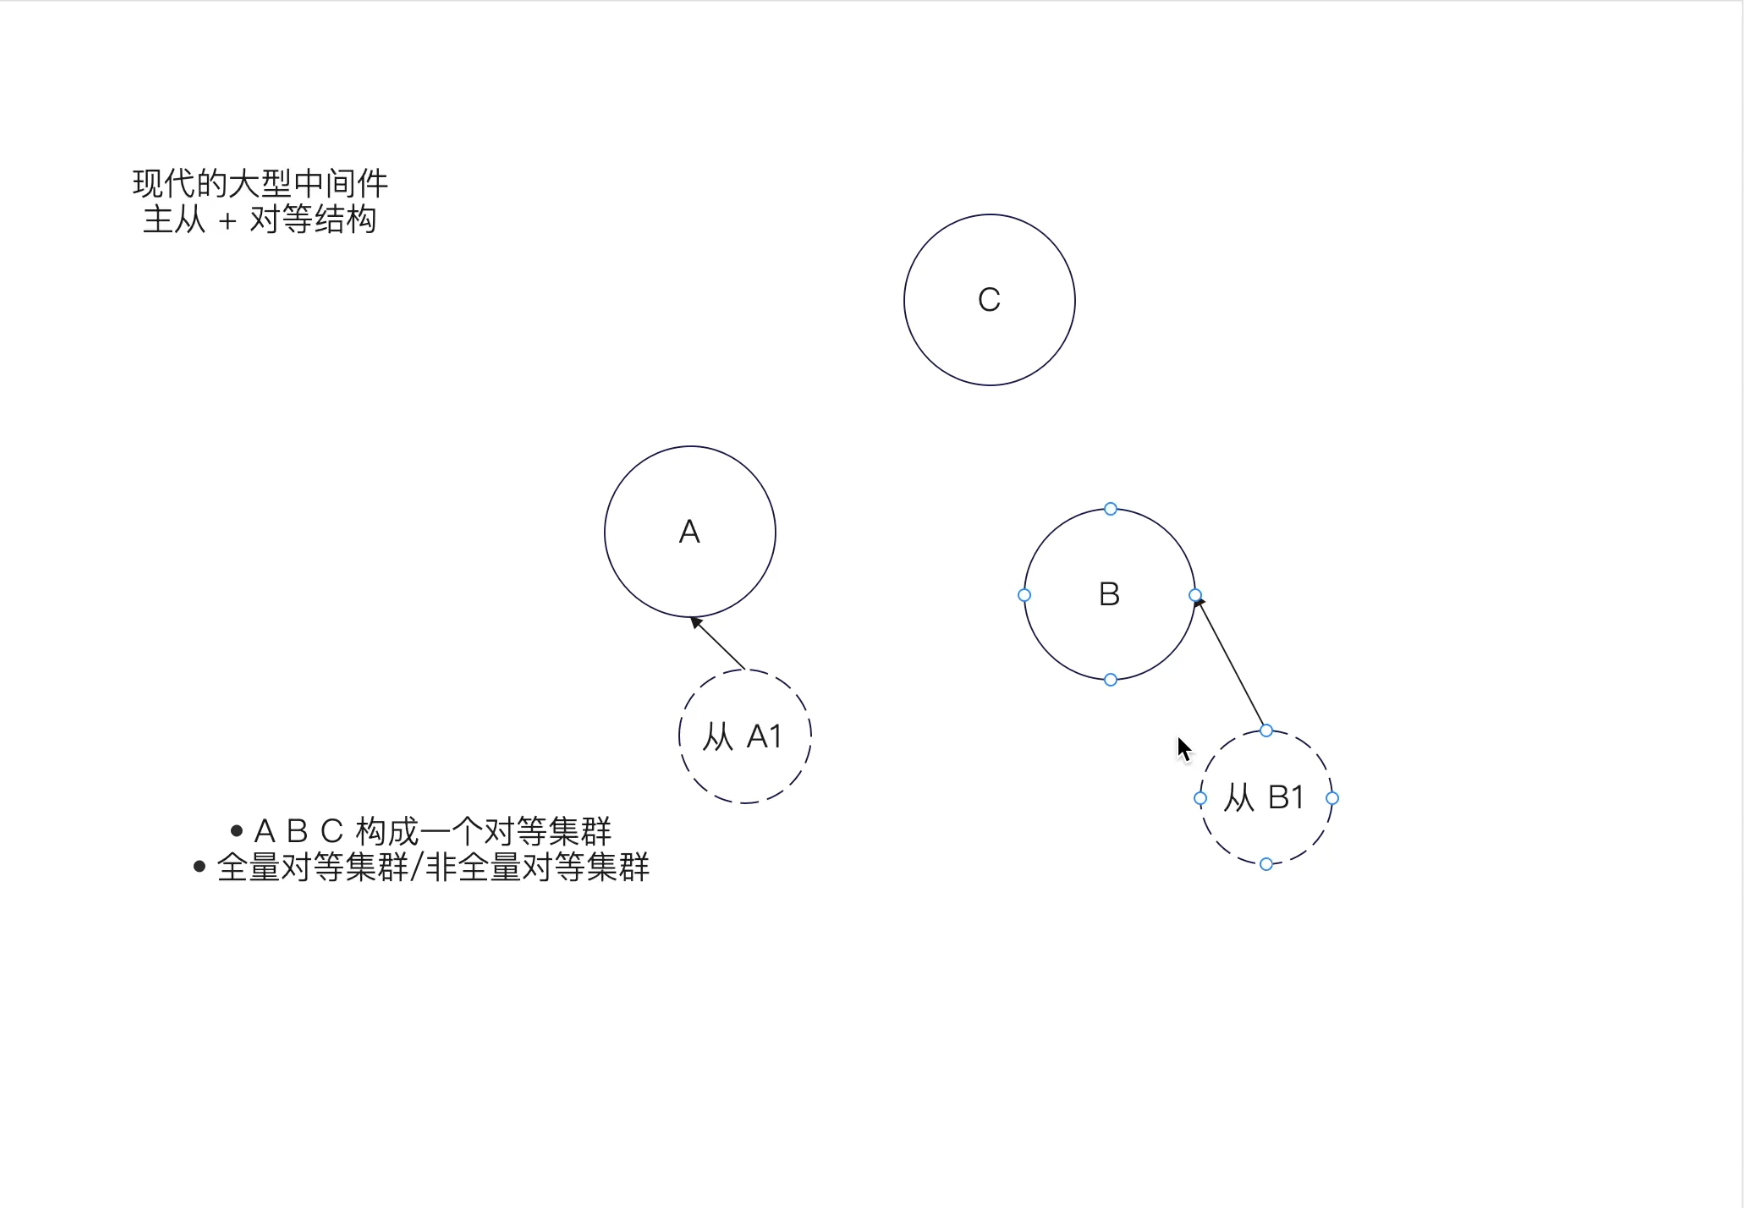 现代的大型中间件
主从 + 对等结构
C
A
B
从 A1
从 B1
• A B C 构成一个对等集群
• 全量对等集群/非全量对等集群